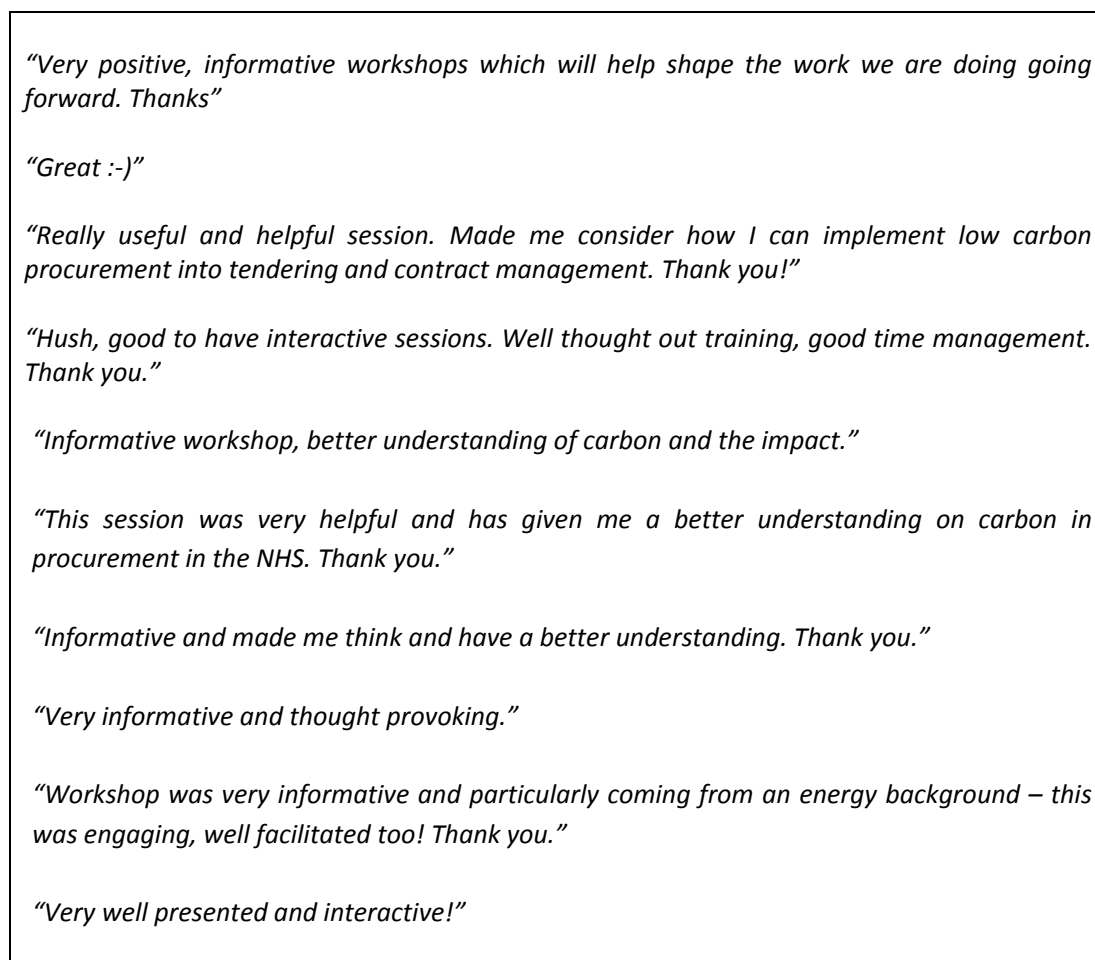 “Very positive, informative workshops which will help shape the work we are doing going
forward. Thanks”
“Great :-)”
“Really useful and helpful session. Made me consider how I can implement low carbon
procurement into tendering and contract management. Thank you!”
“Hush, good to have interactive sessions. Well thought out training, good time management.
Thank you.”
“Informative workshop, better understanding of carbon and the impact.”
“This session was very helpful and has given me a better understanding on carbon in
procurement in the NHS. Thank you.”
“Informative and made me think and have a better understanding. Thank you.”
“Very informative and thought provoking.”
“Workshop was very informative and particularly coming from an energy background – this
was engaging, well facilitated too! Thank you.”
“Very well presented and interactive!”